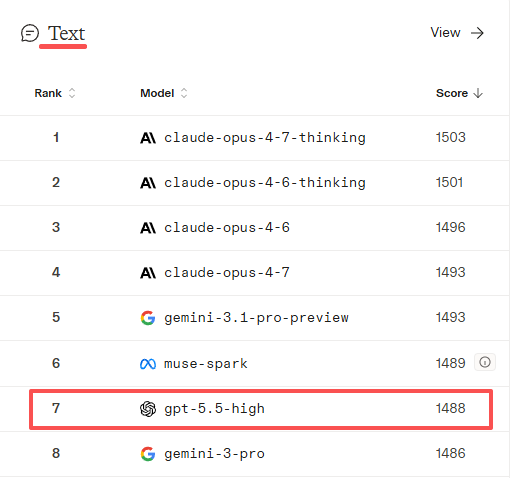 Text View →
Rank Model Score ↓
1 claude-opus-4-7-thinking 1503
2 claude-opus-4-6-thinking 1501
3 claude-opus-4-6 1496
4 claude-opus-4-7 1493
5 gemini-3.1-pro-preview 1493
6 muse-spark 1489
7 gpt-5.5-high 1488
8 gemini-3-pro 1486